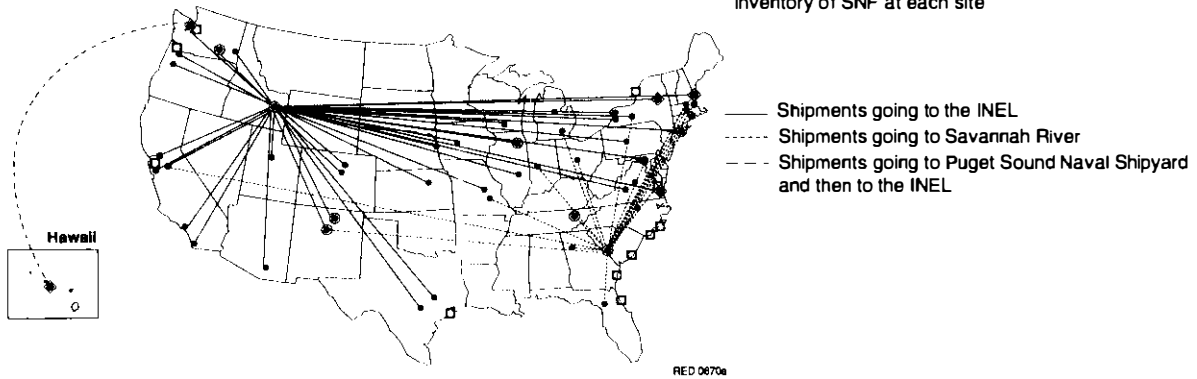 inventory of SNF at each site
Shipments going to the INEL
Shipments going to Savannah River
Shipments going to Puget Sound Naval Shipyard
and then to the INEL
Hawaii
RED 0670a